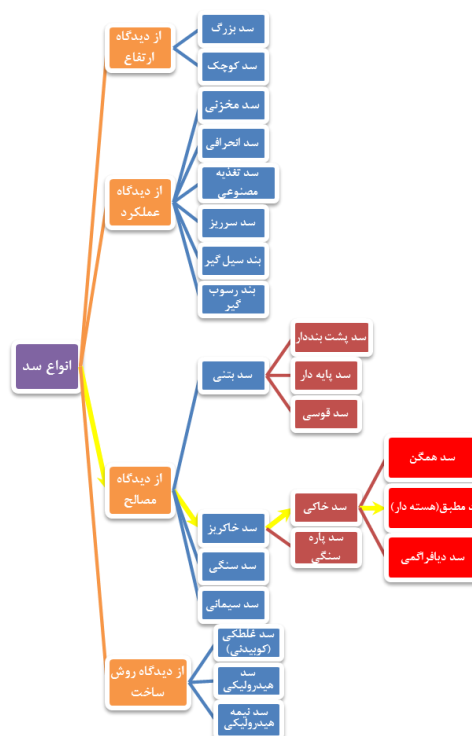 انواع سد
از دیدگاه
ارتفاع
سد بزرگ
سد کوچک
از دیدگاه
عملکرد
سد مخزنی
سد انحرافی
سد تغذیه
مصنوعی
سد سرریز
بند سیل گیر
بند رسوب
گیر
از دیدگاه
مصالح
سد بتنی
سد پشت بنددار
سد پایه دار
سد قوسی
سد خاکریز
سد خاکی
سد همگن
مطبق(هسته دار)
سد دیافراگمی
سد پاره
سنگی
سد سنگی
سد سیمانی
از دیدگاه روش
ساخت
سد غلطکی
(کوبیدنی)
سد
هیدرولیکی
سد نیمه
هیدرولیکی